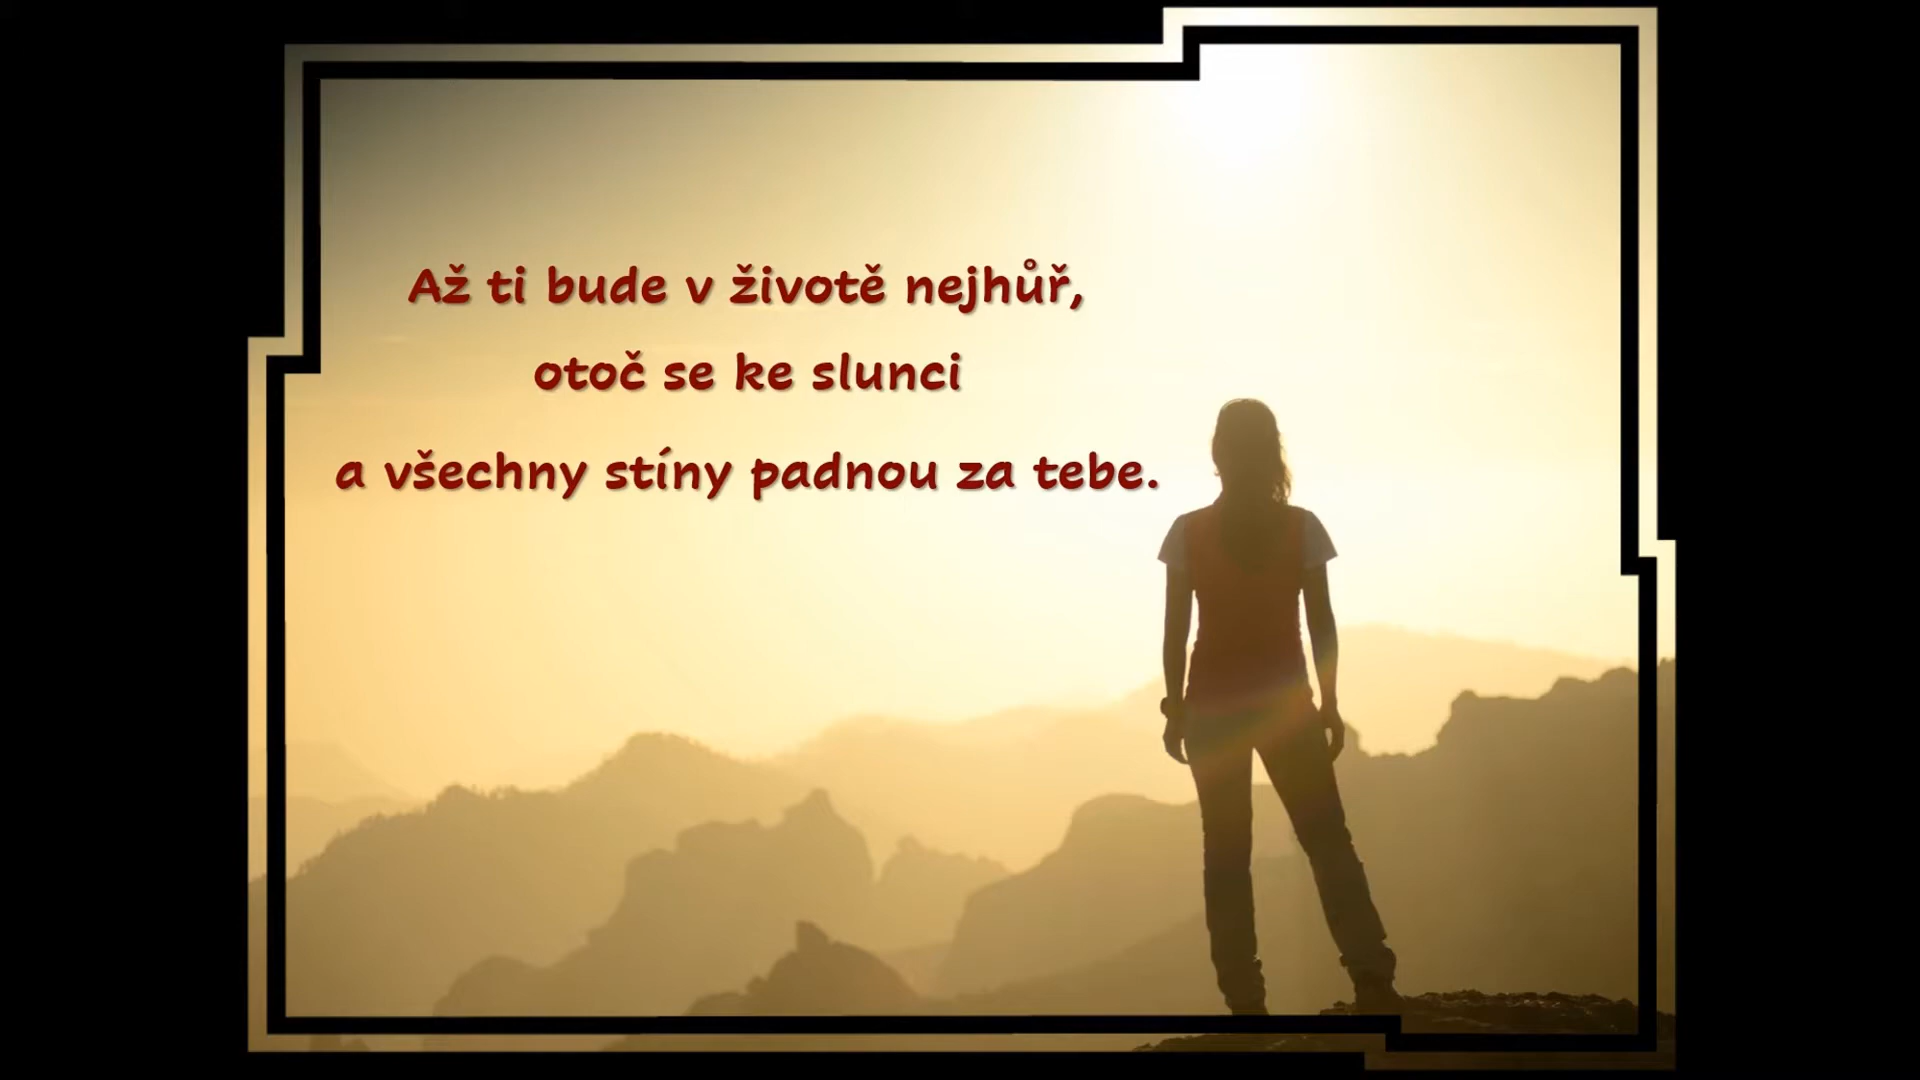 Až ti bude v životě nejhůř,
otoč se ke slunci
a všechny stíny padnou za tebe.